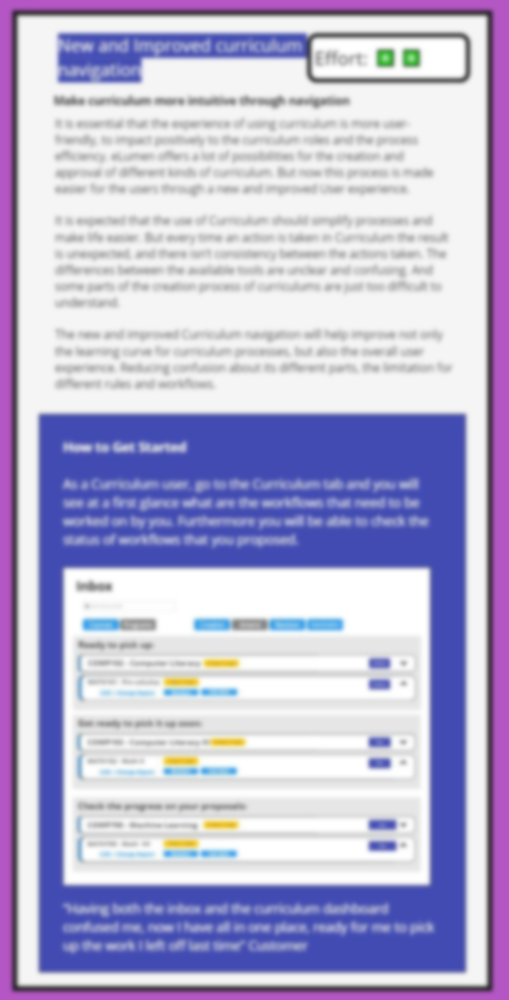 New and Improved curriculum
navigation
Effort:
Make curriculum more intuitive through navigation
It is essential that the experience of using curriculum is more user-
friendly, to impact positively to the curriculum roles and the process
efficiency. eLumen offers a lot of possibilities for the creation and
approval of different kinds of curriculum. But now this process is made
easier for the users through a new and improved User experience.
It is expected that the use of Curriculum should simplify processes and
make life easier. But every time an action is taken in Curriculum the result
is unexpected, and there isn't consistency between the actions taken. The
differences between the available tools are unclear and confusing. And
some parts of the creation process of curriculums are just too difficult to
understand.
The new and improved Curriculum navigation will help improve not only
the learning curve for curriculum processes, but also the overall user
experience. Reducing confusion about its different parts, the limitation for
different rules and workflows.
How to Get Started
As a Curriculum user, go to the Curriculum tab and you will
see at a first glance what are the workflows that need to be
worked on by you. Furthermore you will be able to check the
status of workflows that you proposed.
Inbox
Ready to pick up:
- Computer Literacy
Get ready to pick it up soon:
- Computer Literacy
Check the progress on your proposals:
- Machine Learning
"Having both the inbox and the curriculum dashboard
confused me, now I have all in one place, ready for me to pick
up the work I left off last time" Customer